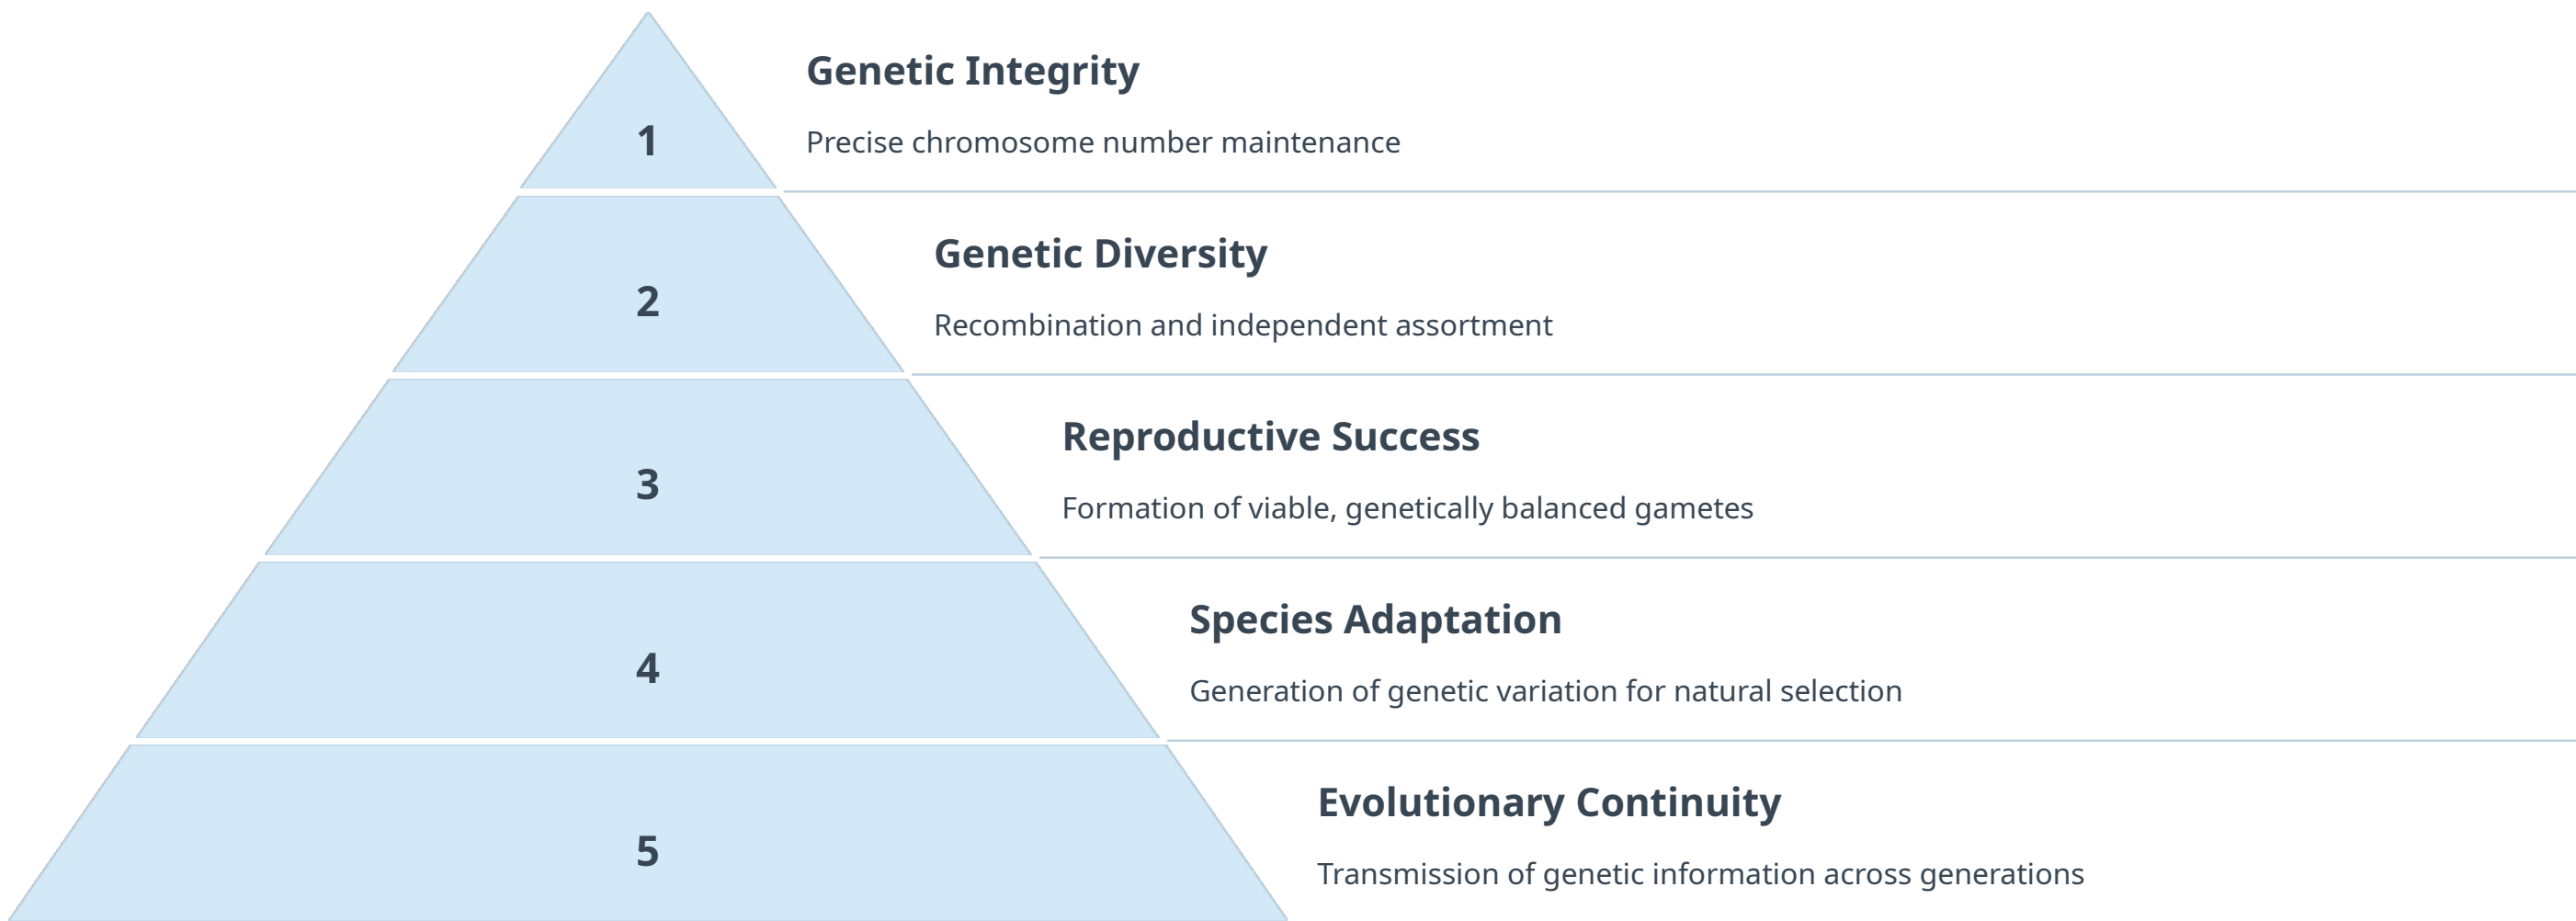 1
Genetic Integrity
Precise chromosome number maintenance
2
Genetic Diversity
Recombination and independent assortment
3
Reproductive Success
Formation of viable, genetically balanced gametes
4
Species Adaptation
Generation of genetic variation for natural selection
5
Evolutionary Continuity
Transmission of genetic information across generations